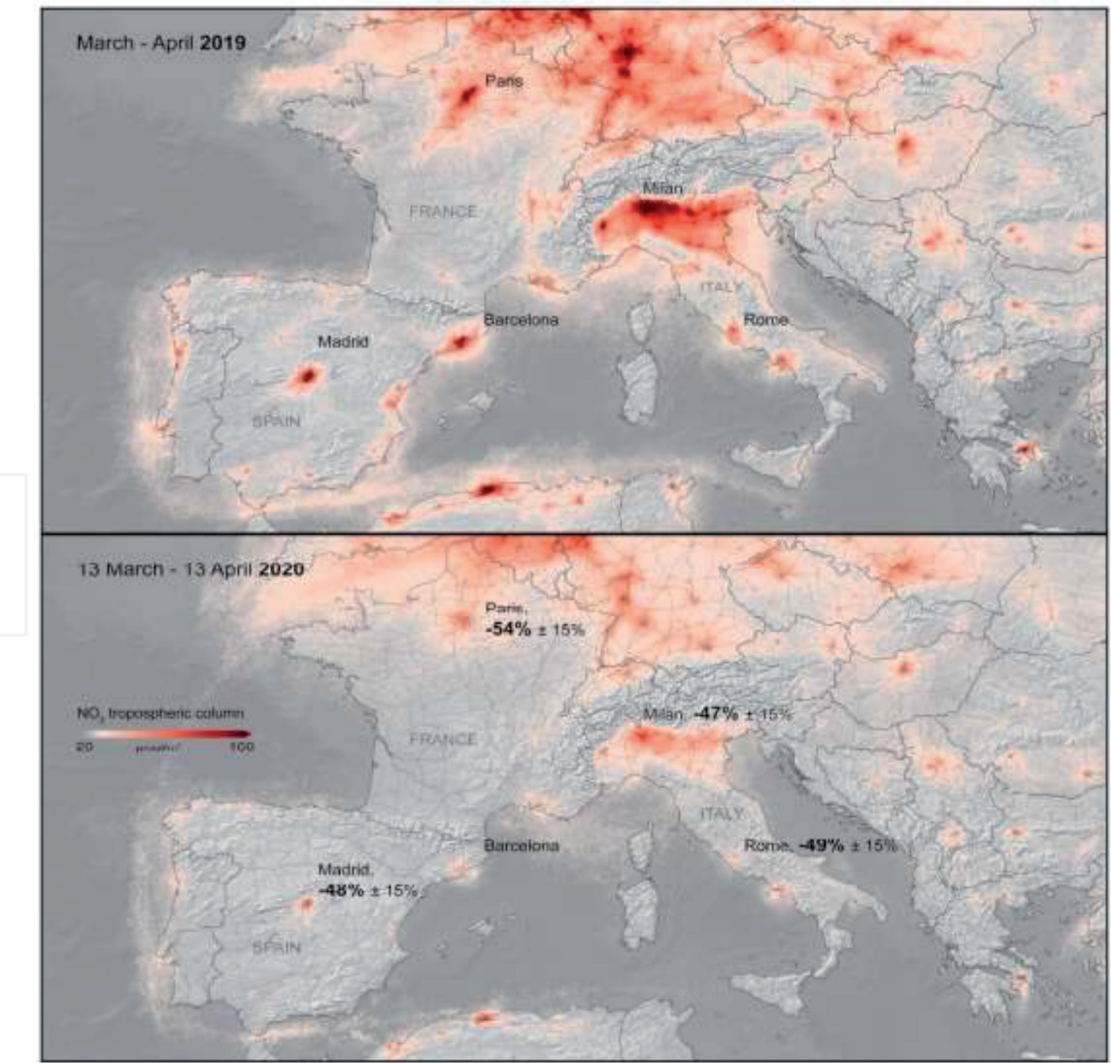 March - April 2019
Paris
Milan
FRANCE
ITALY
Barcelona
Rome
Madrid
SPAIN
13 March - 13 April 2020
Paris,
-54% ± 15%
NO₂ tropospheric column
20 100
Milan, -47% ± 15%
FRANCE
ITALY
Barcelona
Rome, -49% ± 15%
Madrid,
-48% ± 15%
SPAIN